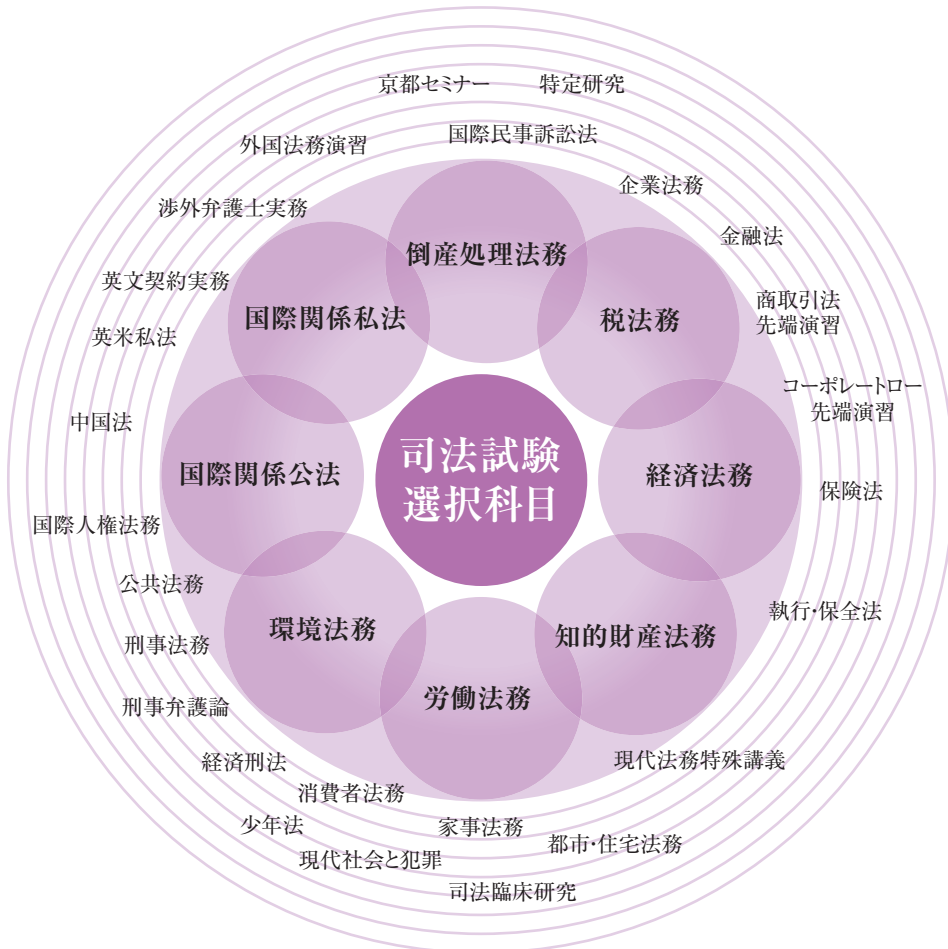 京都セミナー
特定研究
国際民事訴訟法
外国法務演習
企業法務
渉外弁護士実務
金融法
倒産処理法務
英文契約実務
商取引法
先端演習
国際関係私法
税法務
英米私法
コーポレートロー
先端演習
中国法
司法試験
選択科目
国際関係公法
経済法務
保険法
国際人権法務
公共法務
執行・保全法
環境法務
知的財産法務
刑事法務
労働法務
刑事弁護論
経済刑法
現代法務特殊講義
消費者法務
少年法
家事法務
都市・住宅法務
現代社会と犯罪
司法臨床研究